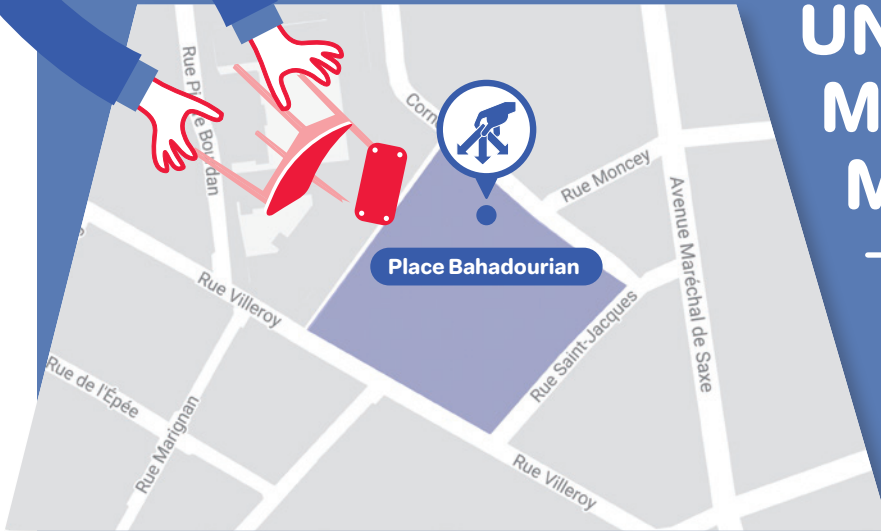 UN
M
M
Rue Pi e Bourdan
Corn
Rue Moncey
Avenue Maréchal de Saxe
Place Bahadourian
Rue Villeroy
Rue Saint-Jacques
Rue de l'Épée
Rue Marignan
Rue Villeroy